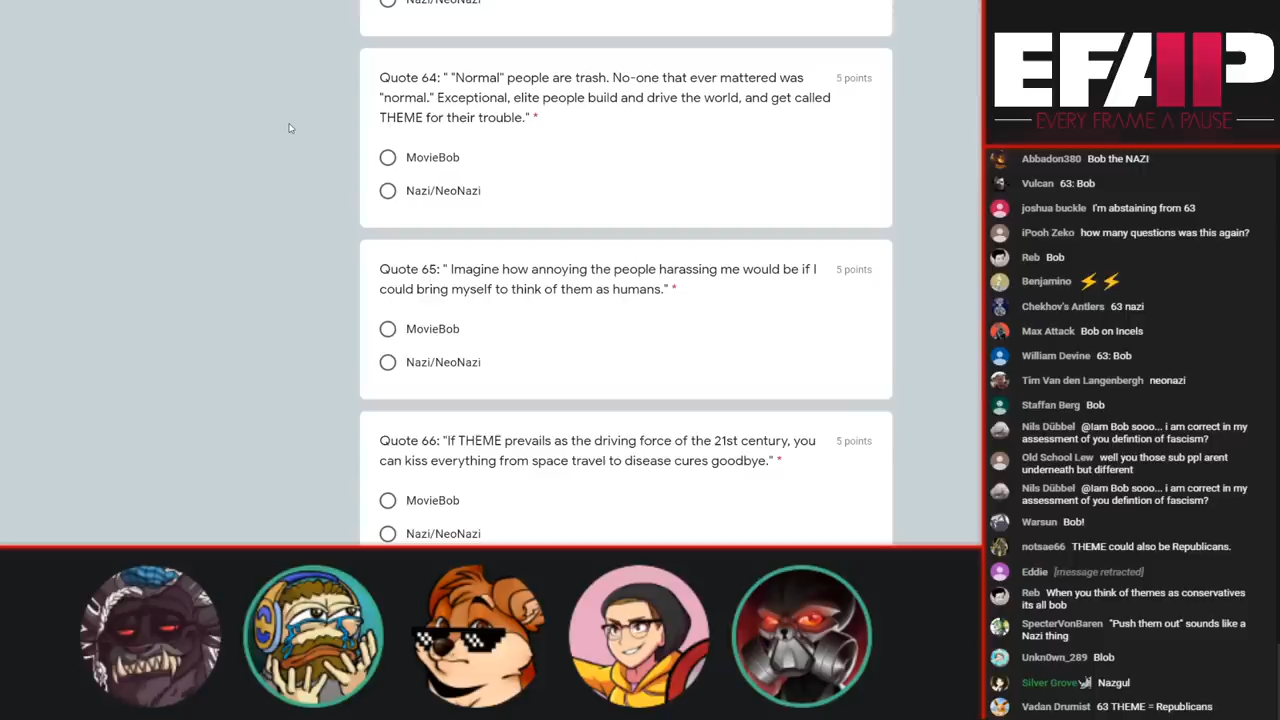 Nazi/NeoNazi
Quote 64: " "Normal" people are trash. No-one that ever mattered was
5 points
"normal." Exceptional, elite people build and drive the world, and get called
THEME for their trouble." *
MovieBob
Nazi/NeoNazi
Quote 65: " Imagine how annoying the people harassing me would be if I
5 points
could bring myself to think of them as humans." *
MovieBob
Nazi/NeoNazi
Quote 66: "If THEME prevails as the driving force of the 21st century, you
5 points
can kiss everything from space travel to disease cures goodbye." *
MovieBob
Nazi/NeoNazi
EFAP
EVERY FRAME A PAUSE
Abbadon380 Bob the NAZI
Vulcan 63: Bob
joshua buckle I'm abstaining from 63
iPooh Zeko how many questions was this again?
Reb Bob
Benjamino ⚡⚡
Chekhov's Antlers 63 nazi
Max Attack Bob on Incels
William Devine 63: Bob
Tim Van den Langenbergh neonazi
Staffan Berg Bob
Nils Dübbel @Iam Bob sooo... i am correct in my
assessment of you defintion of fascism?
Old School Lew well you those sub ppl arent
underneath but different
Nils Dübbel @Iam Bob sooo... i am correct in my
assessment of you defintion of fascism?
Warsun Bob!
notsae66 THEME could also be Republicans.
Eddie [message retracted]
Reb When you think of themes as conservatives
its all bob
SpecterVonBaren "Push them out" sounds like a
Nazi thing
Unkn0wn_289 Blob
Silver Grove Nazgul
Vadan Drumist 63 THEME = Republicans